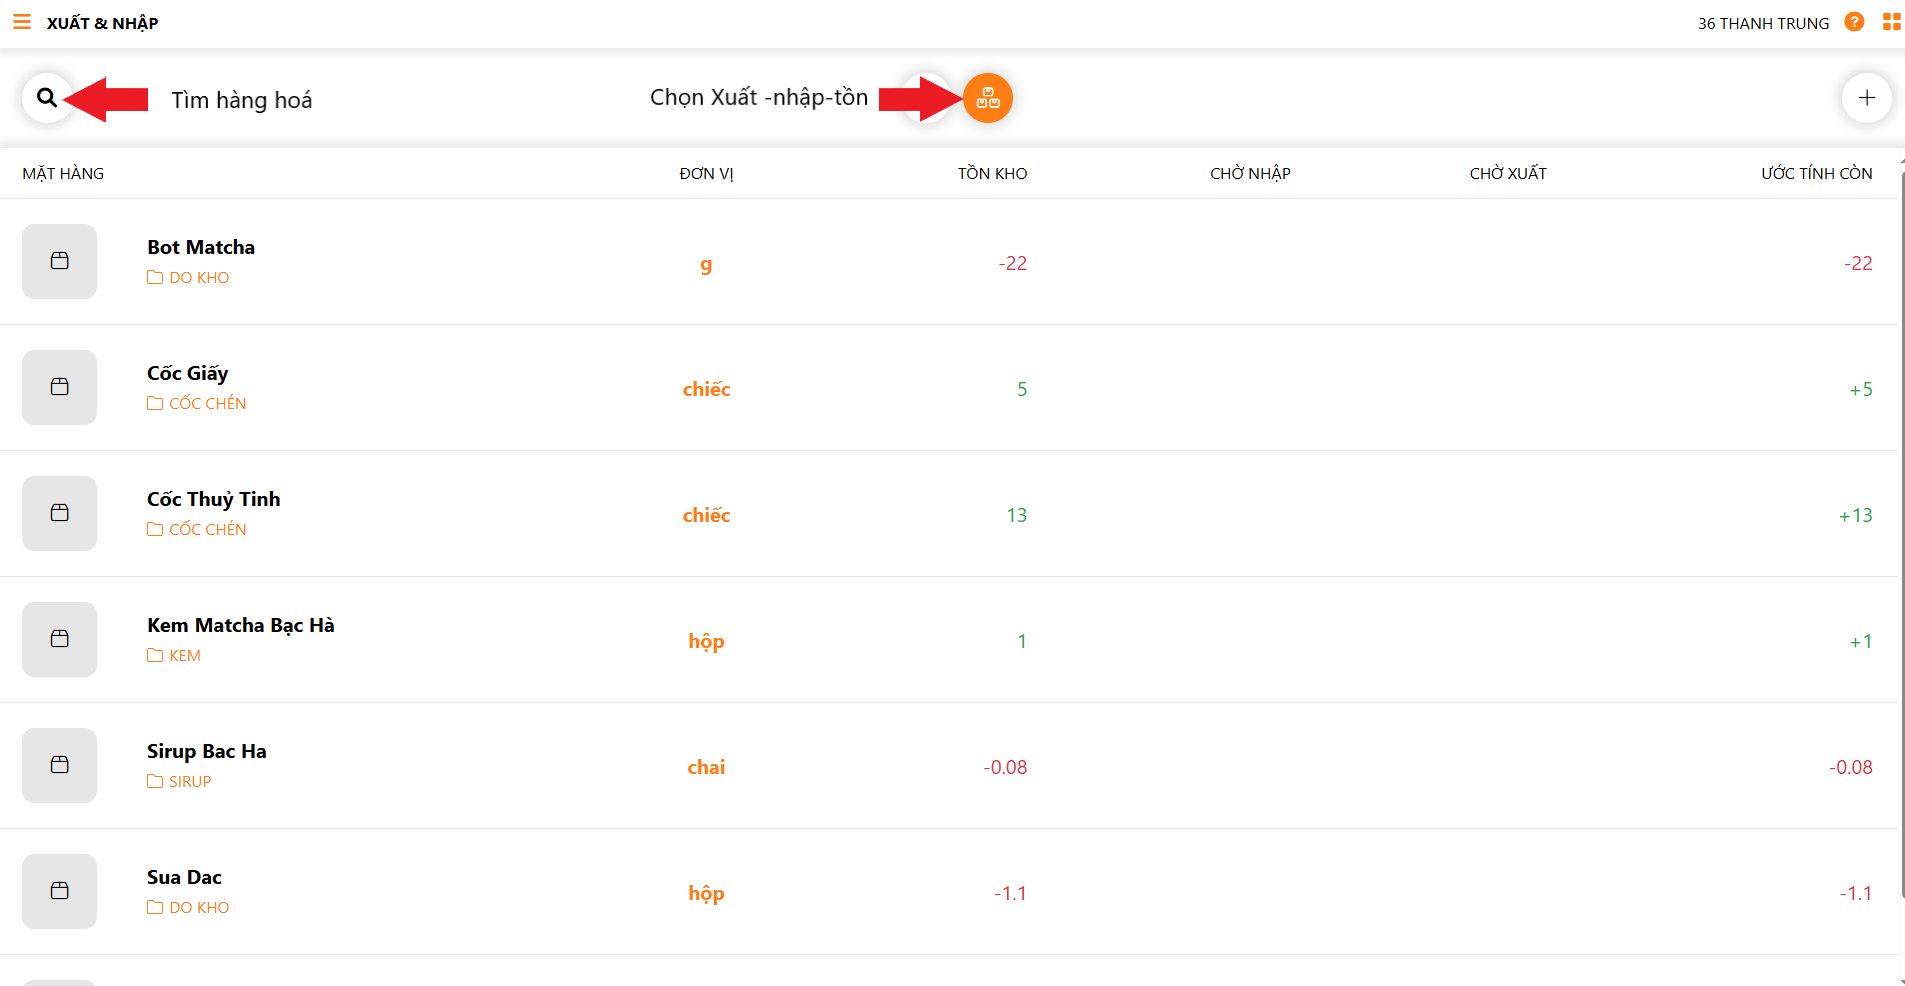 XUẤT & NHẬP
36 THANH TRUNG
?
Tìm hàng hoá
Chọn Xuất -nhập-tồn
MẶT HÀNG ĐƠN VỊ TỒN KHO CHỜ NHẬP CHỜ XUẤT ƯỚC TÍNH CÒN
Bot Matcha
DO KHO
g -22 -22
Cốc Giấy
CỐC CHÉN
chiếc 5 +5
Cốc Thuỷ Tinh
CỐC CHÉN
chiếc 13 +13
Kem Matcha Bạc Hà
KEM
hộp 1 +1
Sirup Bac Ha
SIRUP
chai -0.08 -0.08
Sua Dac
DO KHO
hộp -1.1 -1.1